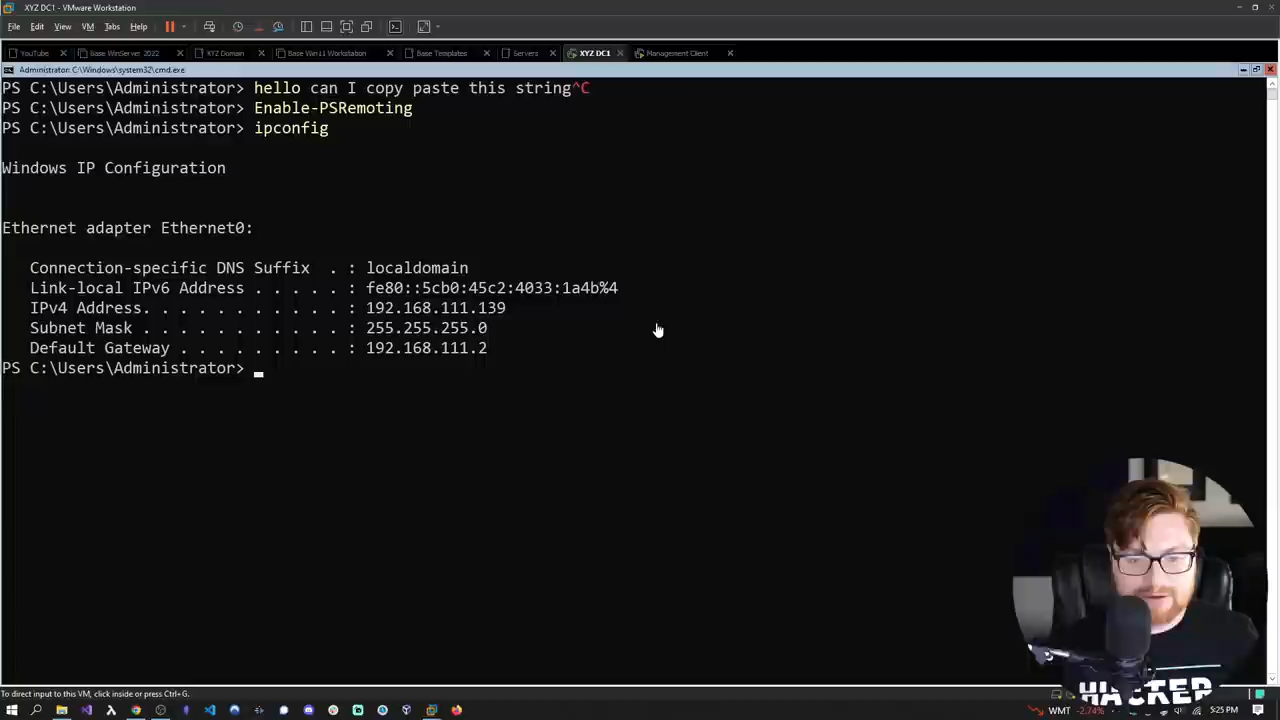 XYZ DC1 - VMware Workstation
File Edit View VM Tabs Help
YouTube
Base WinServer 2022
XYZ Domain
Base Win11 Workstation
Base Templates
Servers
XYZ DC1
Management Client
Administrator: C:\Windows\system32\cmd.exe
PS C:\Users\Administrator> hello can I copy paste this string^C
PS C:\Users\Administrator> Enable-PSRemoting
PS C:\Users\Administrator> ipconfig
Windows IP Configuration
Ethernet adapter Ethernet0:
Connection-specific DNS Suffix . : localdomain
Link-local IPv6 Address . . . . . : fe80::5cb0:45c2:4033:1a4b%4
IPv4 Address. . . . . . . . . . . : 192.168.111.139
Subnet Mask . . . . . . . . . . . : 255.255.255.0
Default Gateway . . . . . . . . . : 192.168.111.2
PS C:\Users\Administrator>
HACKER
To direct input to this VM, click inside or press Ctrl+G.
WMT -2.74%
5:25 PM